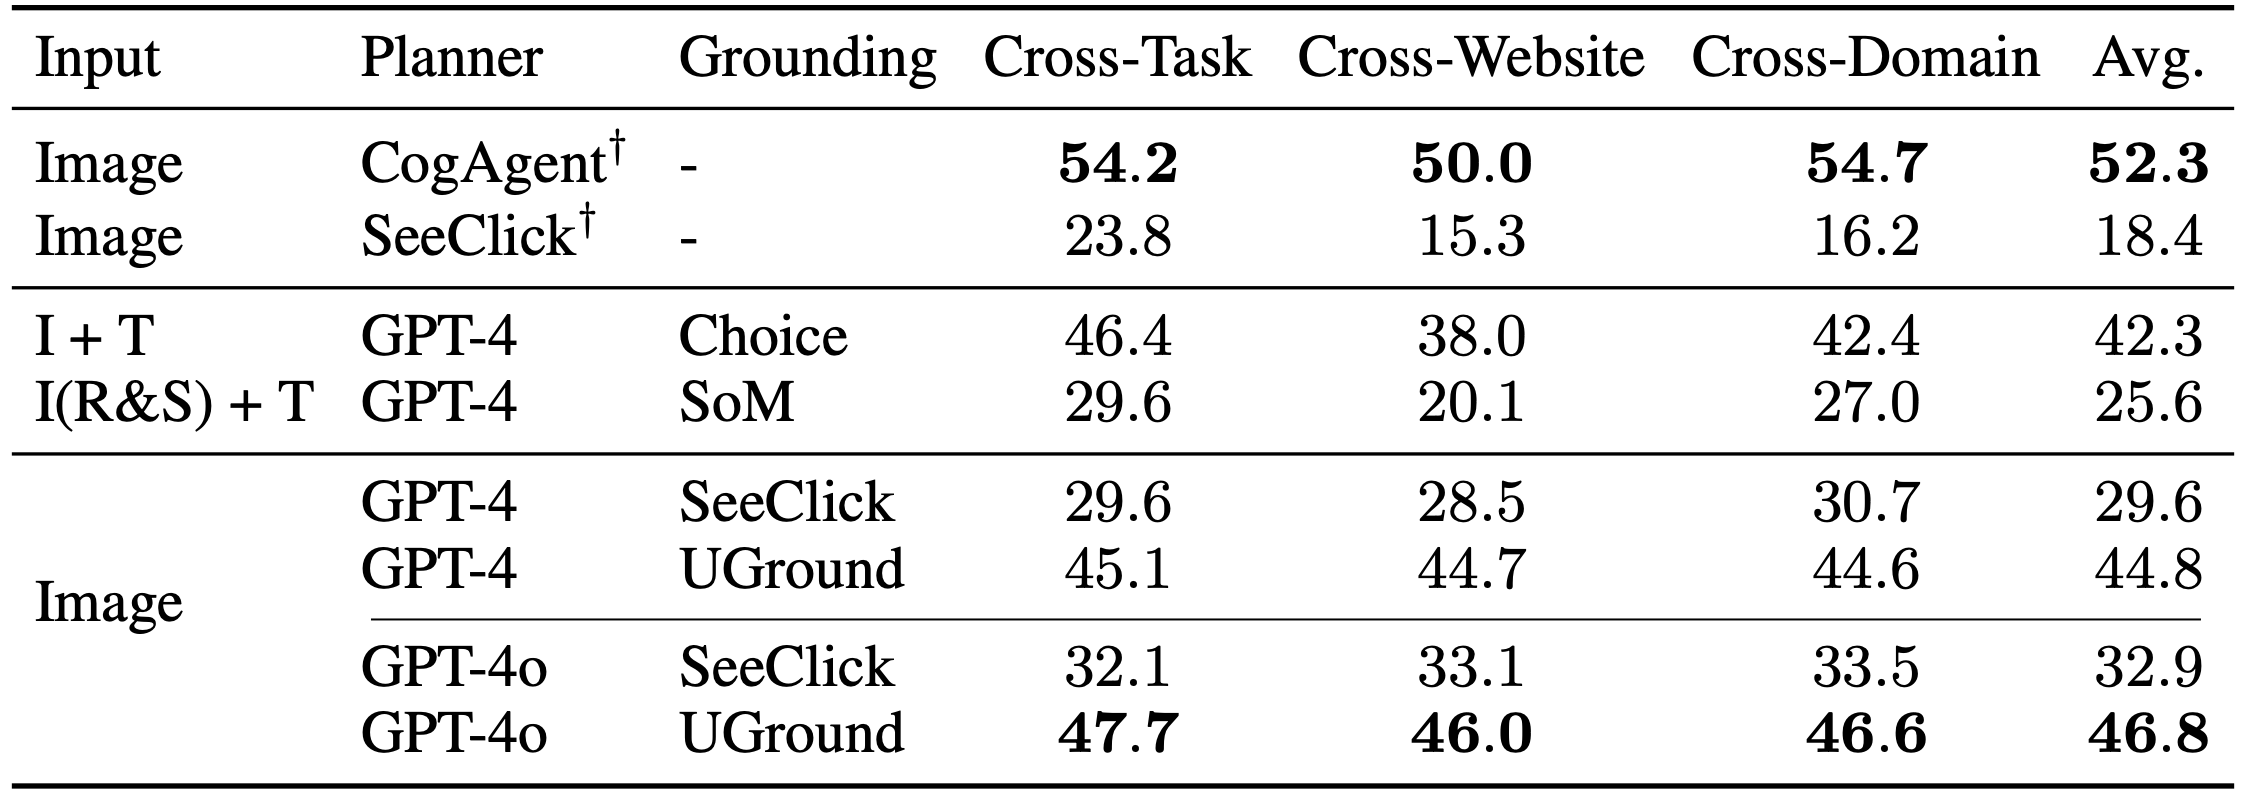 Input Planner Grounding Cross-Task Cross-Website Cross-Domain Avg.
Image CogAgent† - 54.2 50.0 54.7 52.3
Image SeeClick† - 23.8 15.3 16.2 18.4
I + T GPT-4 Choice 46.4 38.0 42.4 42.3
I(R&S) + T GPT-4 SoM 29.6 20.1 27.0 25.6
GPT-4 SeeClick 29.6 28.5 30.7 29.6
GPT-4 UGround 45.1 44.7 44.6 44.8
Image
GPT-4o SeeClick 32.1 33.1 33.5 32.9
GPT-4o UGround 47.7 46.0 46.6 46.8